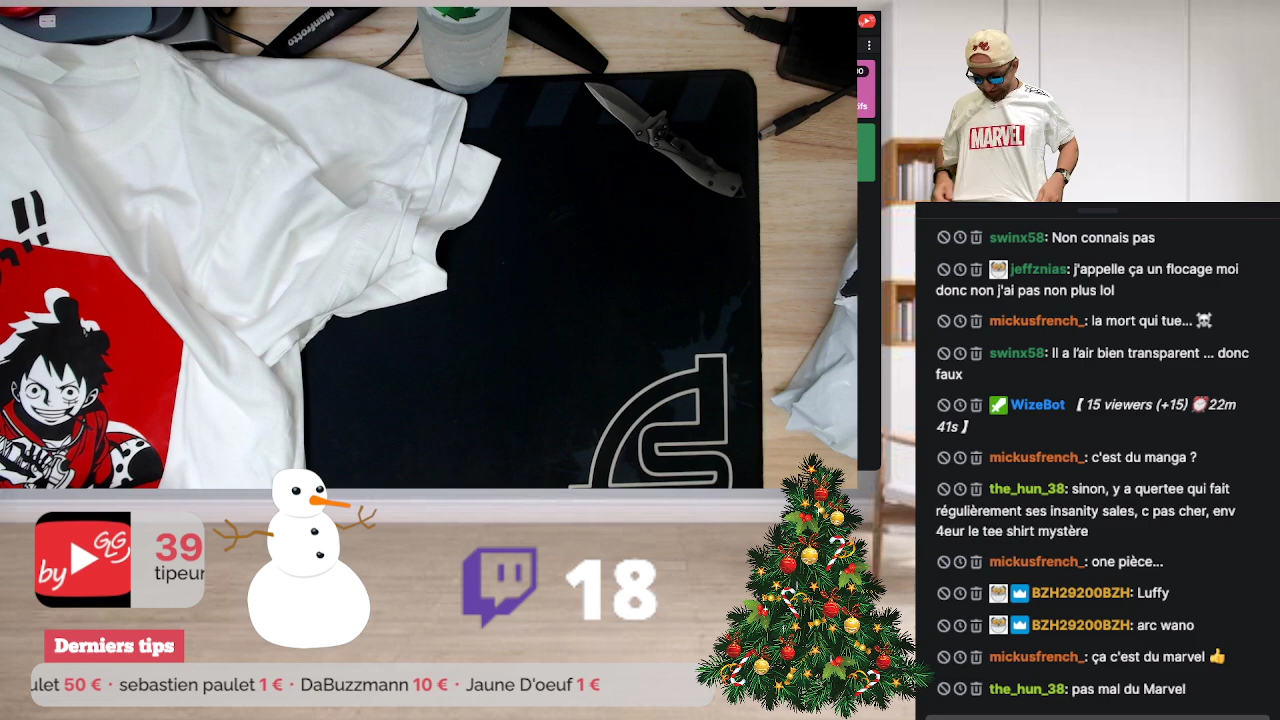 Manfrotto
!!
MARVEL
swinx58: Non connais pas
jeffznias: j'appelle ça un flocage moi
donc non j'ai pas non plus lol
mickusfrench_: la mort qui tue... ☠
swinx58: Il a l'air bien transparent ... donc
faux
WizeBot 【 15 viewers (+15) ⏰22m
41s 】
mickusfrench_: c'est du manga ?
the_hun_38: sinon, y a quertee qui fait
régulièrement ses insanity sales, c pas cher, env
4eur le tee shirt mystère
mickusfrench_: one pièce...
BZH29200BZH: Luffy
BZH29200BZH: arc wano
mickusfrench_: ça c'est du marvel 👍
the_hun_38: pas mal du Marvel
by GLG
39
tipeur
18
Derniers tips
ulet 50 € · sebastien paulet 1 € · DaBuzzmann 10 € · Jaune D'oeuf 1 €